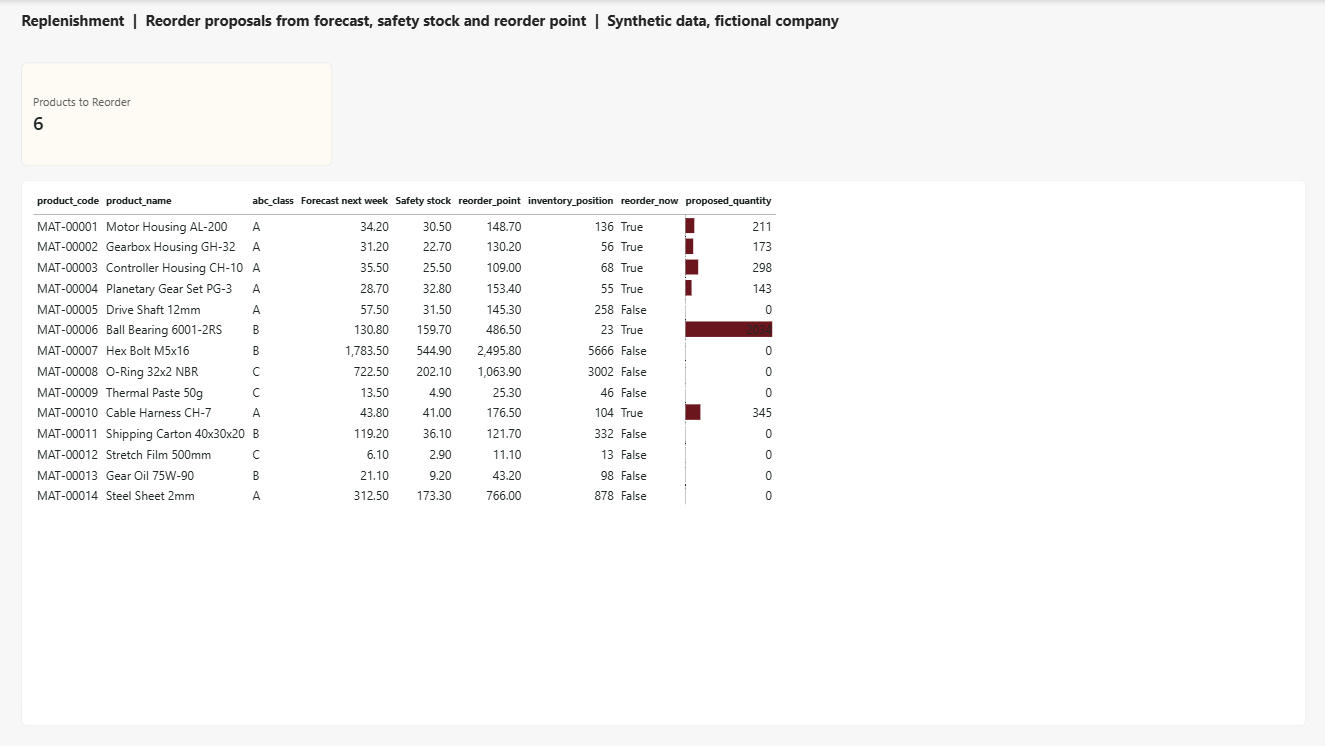 Replenishment | Reorder proposals from forecast, safety stock and reorder point | Synthetic data, fictional company
Products to Reorder
6
product_code product_name abc_class Forecast next week Safety stock reorder_point inventory_position reorder_now proposed_quantity
MAT-00001 Motor Housing AL-200 A 34.20 30.50 148.70 136 True 211
MAT-00002 Gearbox Housing GH-32 A 31.20 22.70 130.20 56 True 173
MAT-00003 Controller Housing CH-10 A 35.50 25.50 109.00 68 True 298
MAT-00004 Planetary Gear Set PG-3 A 28.70 32.80 153.40 55 True 143
MAT-00005 Drive Shaft 12mm A 57.50 31.50 145.30 258 False 0
MAT-00006 Ball Bearing 6001-2RS B 130.80 159.70 486.50 23 True
MAT-00007 Hex Bolt M5x16 B 1,783.50 544.90 2,495.80 5666 False 0
MAT-00008 O-Ring 32x2 NBR C 722.50 202.10 1,063.90 3002 False 0
MAT-00009 Thermal Paste 50g C 13.50 4.90 25.30 46 False 0
MAT-00010 Cable Harness CH-7 A 43.80 41.00 176.50 104 True 345
MAT-00011 Shipping Carton 40x30x20 B 119.20 36.10 121.70 332 False 0
MAT-00012 Stretch Film 500mm C 6.10 2.90 11.10 13 False 0
MAT-00013 Gear Oil 75W-90 B 21.10 9.20 43.20 98 False 0
MAT-00014 Steel Sheet 2mm A 312.50 173.30 766.00 878 False 0